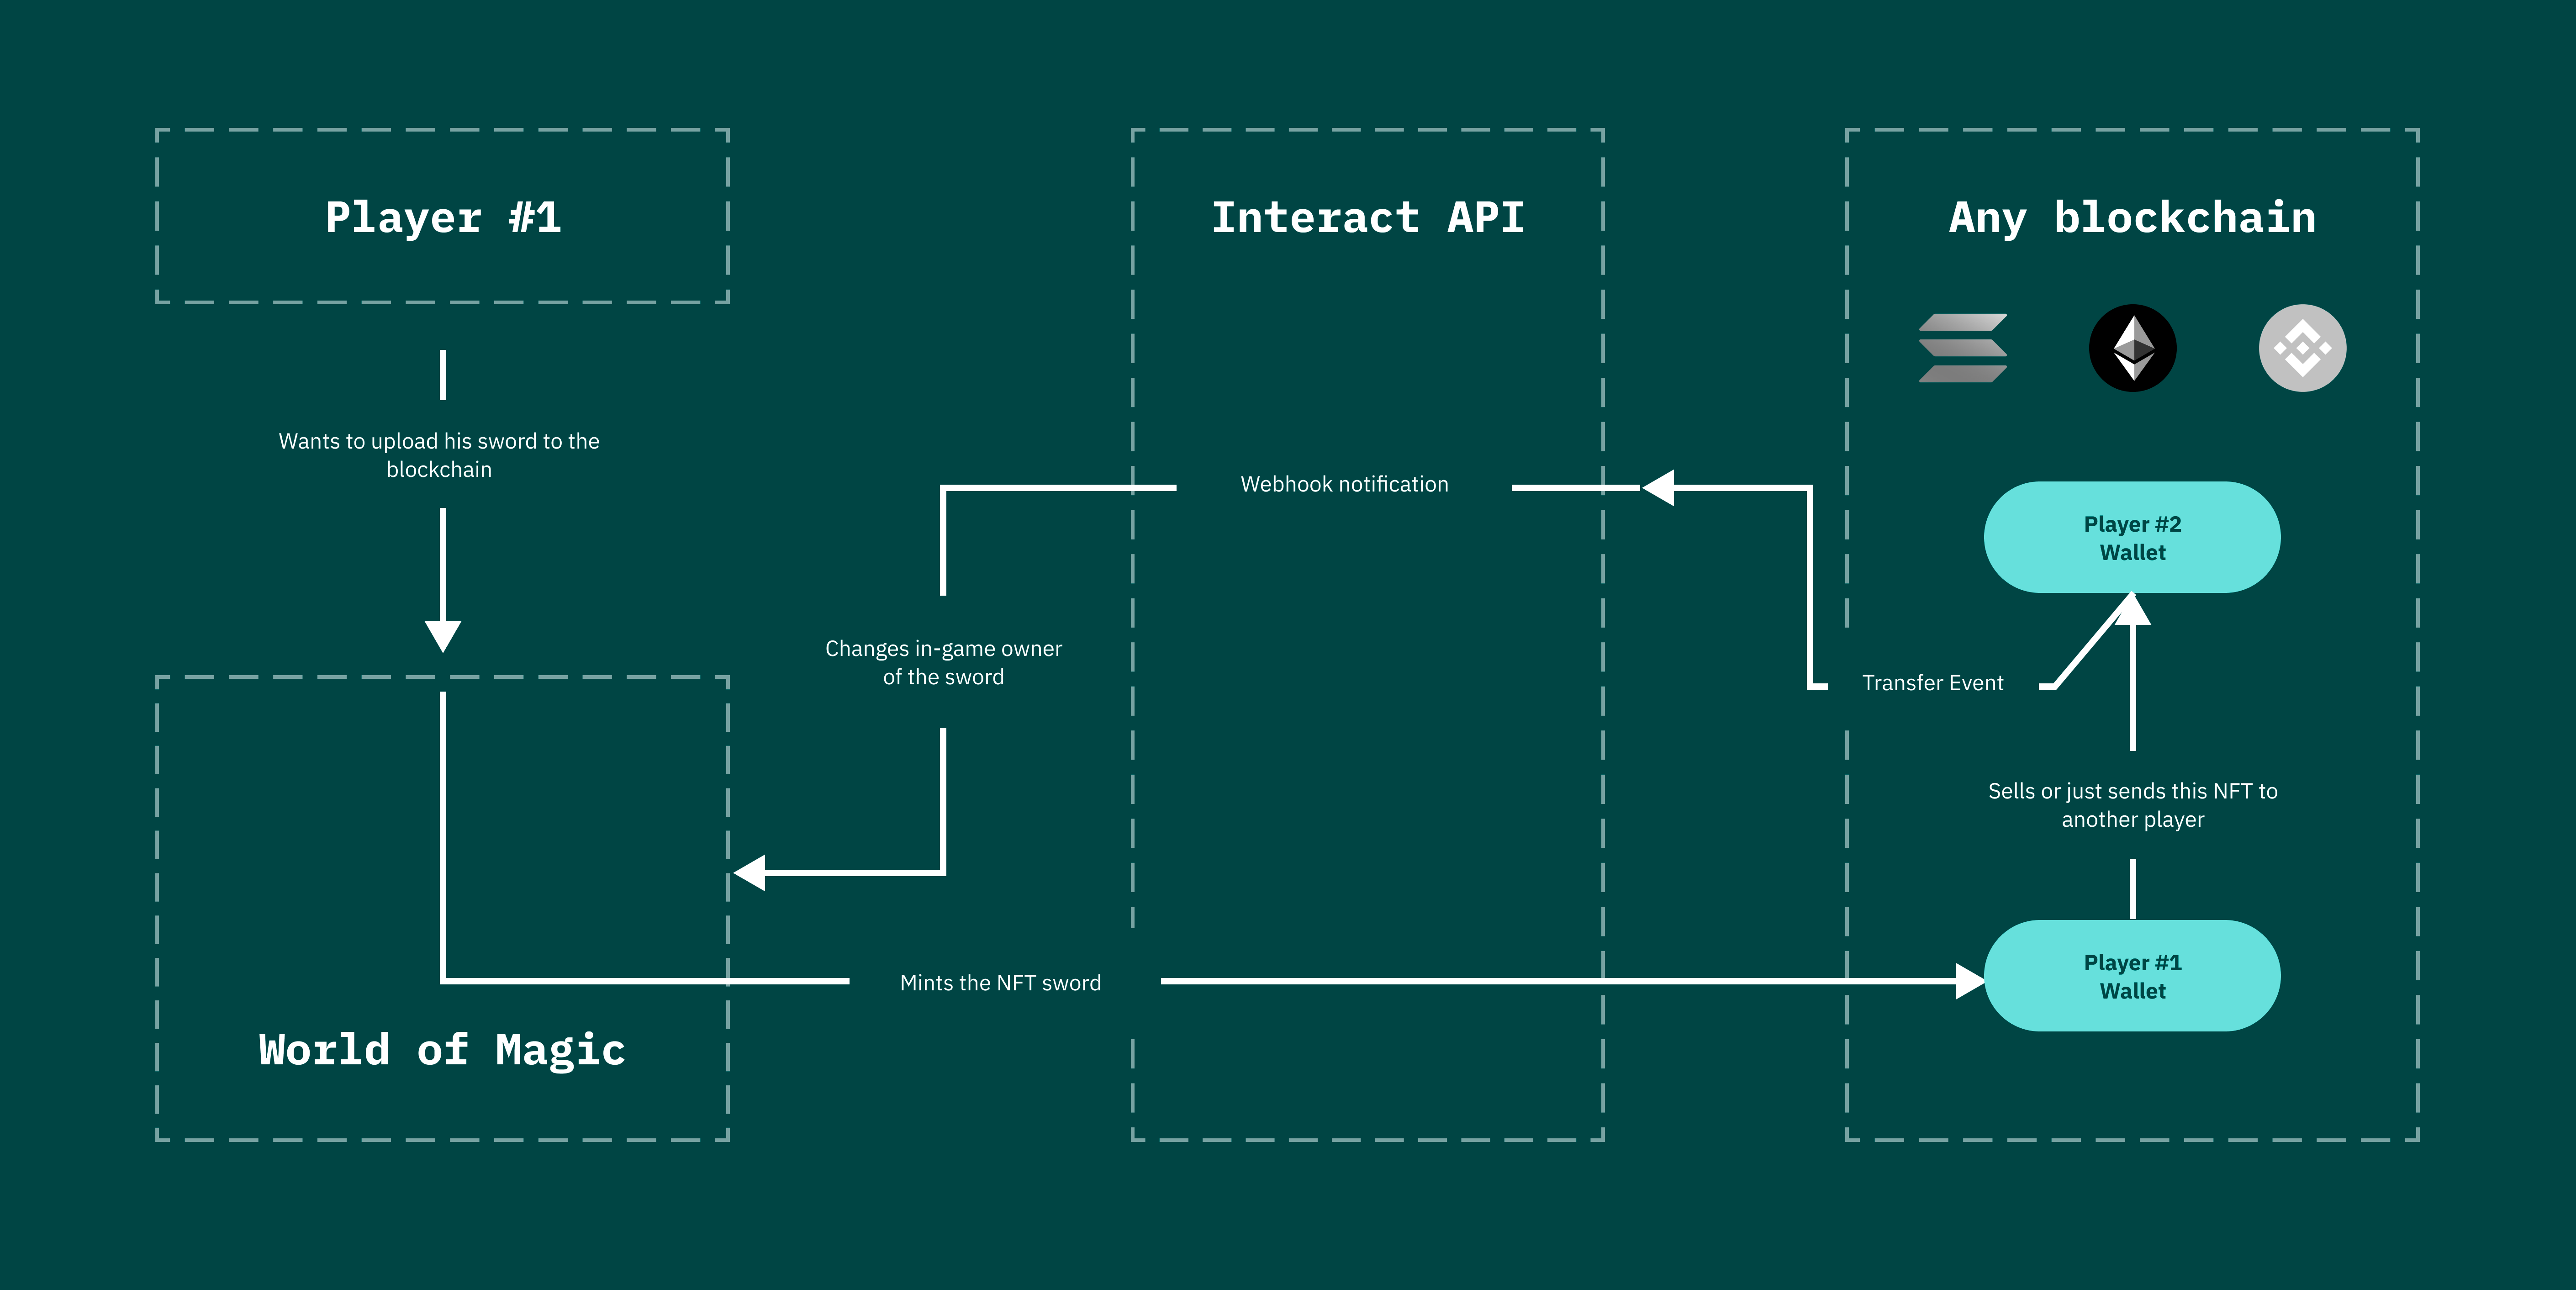 Player #1
Interact API
Any blockchain
Wants to upload his sword to the
blockchain
Webhook notification
Player #2
Wallet
Changes in-game owner
of the sword
Transfer Event
Sells or just sends this NFT to
another player
Mints the NFT sword
Player #1
Wallet
World of Magic